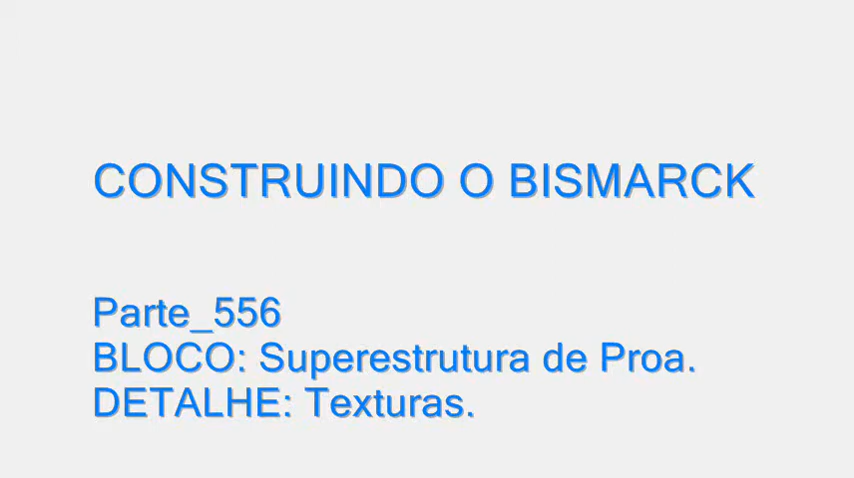 CONSTRUINDO O BISMARCK
Parte_556
BLOCO: Superestrutura de Proa.
DETALHE: Texturas.